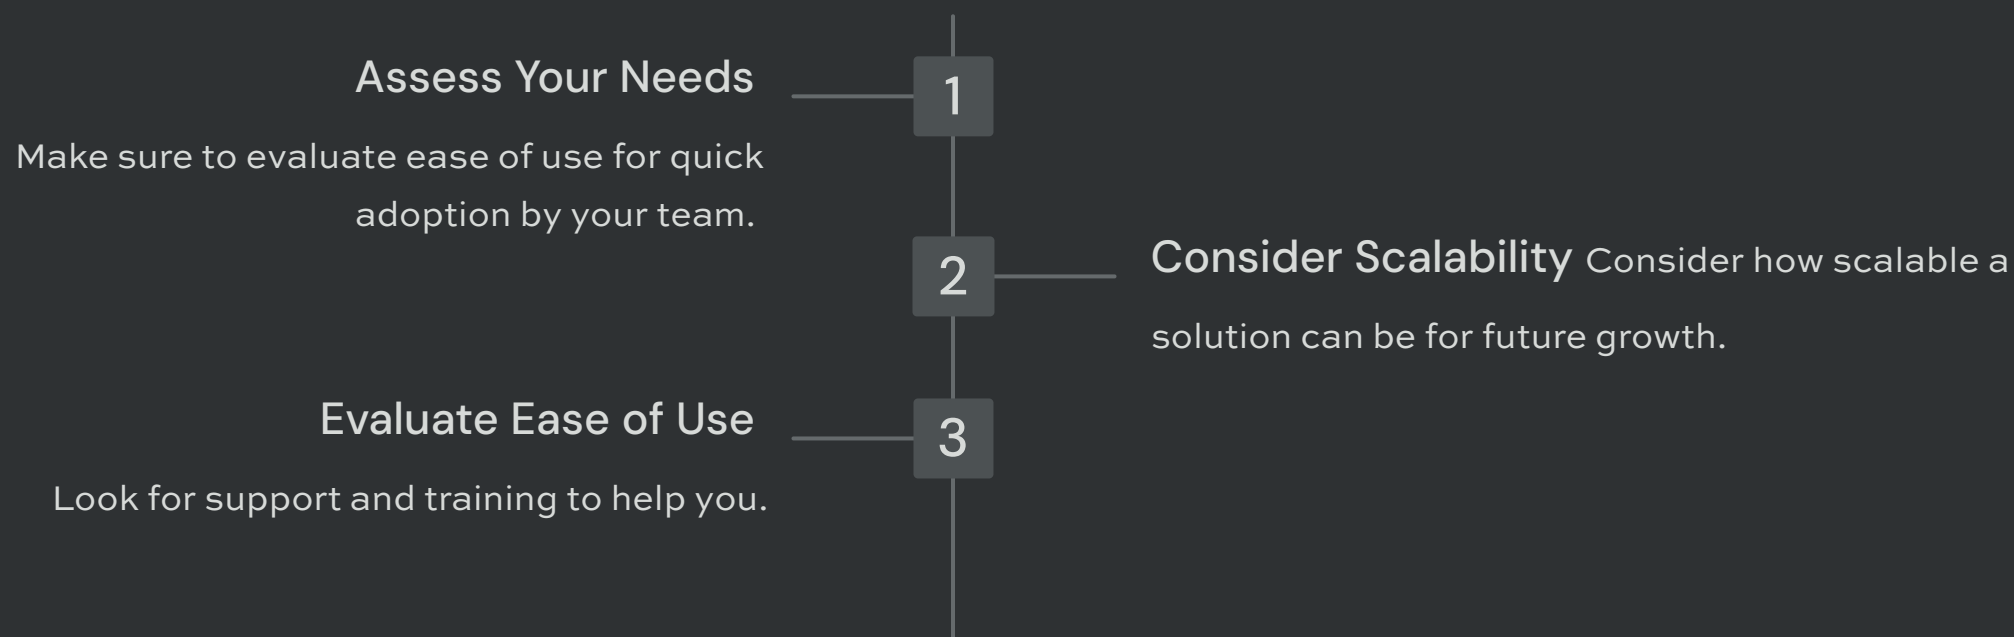 Assess Your Needs
1
Make sure to evaluate ease of use for quick
adoption by your team.
2
Consider Scalability Consider how scalable a
solution can be for future growth.
Evaluate Ease of Use
3
Look for support and training to help you.